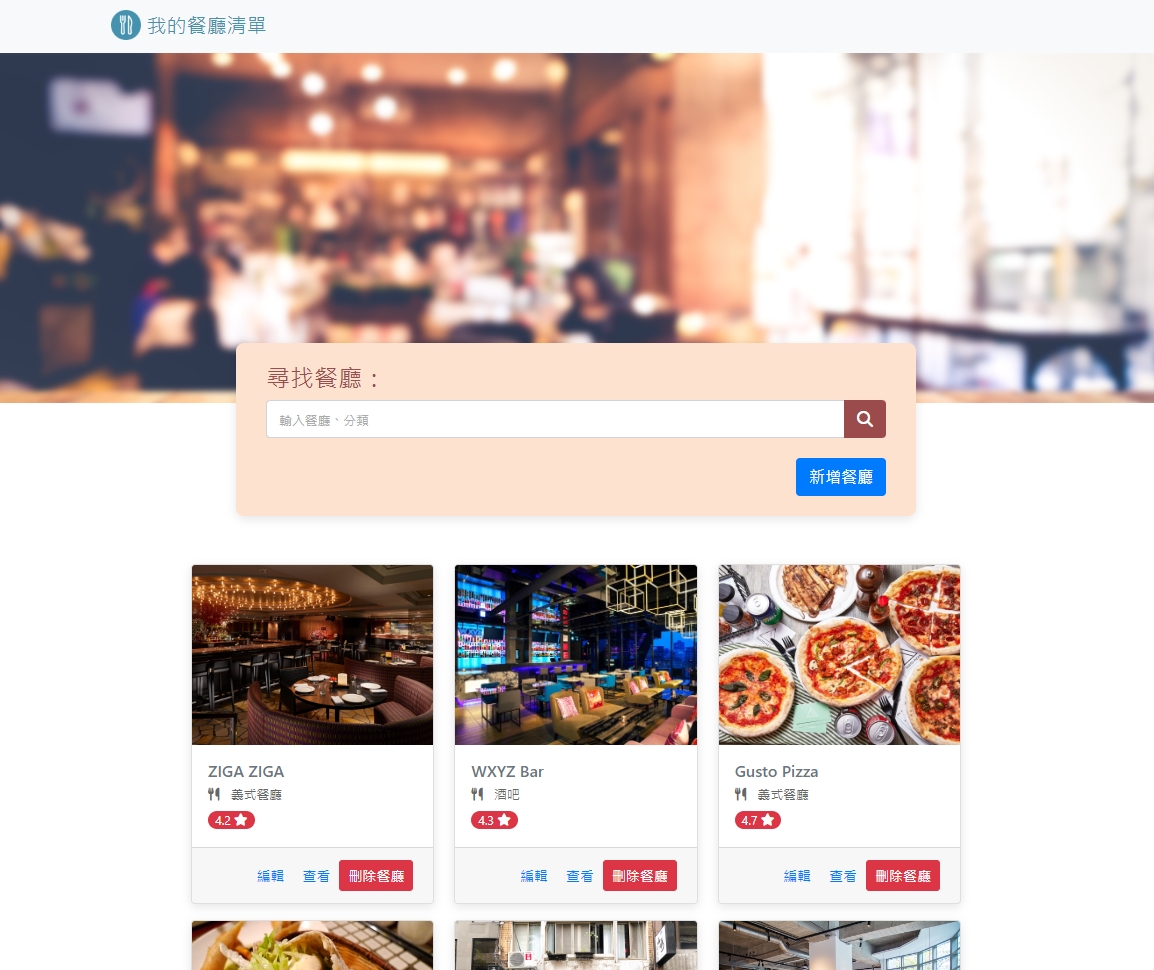 我的餐廳清單
尋找餐廳：
輸入餐廳、分類
新增餐廳
ZIGA ZIGA
義式餐廳
4.2
編輯 查看 刪除餐廳
WXYZ Bar
酒吧
4.3
編輯 查看 刪除餐廳
Gusto Pizza
義式餐廳
4.7
編輯 查看 刪除餐廳